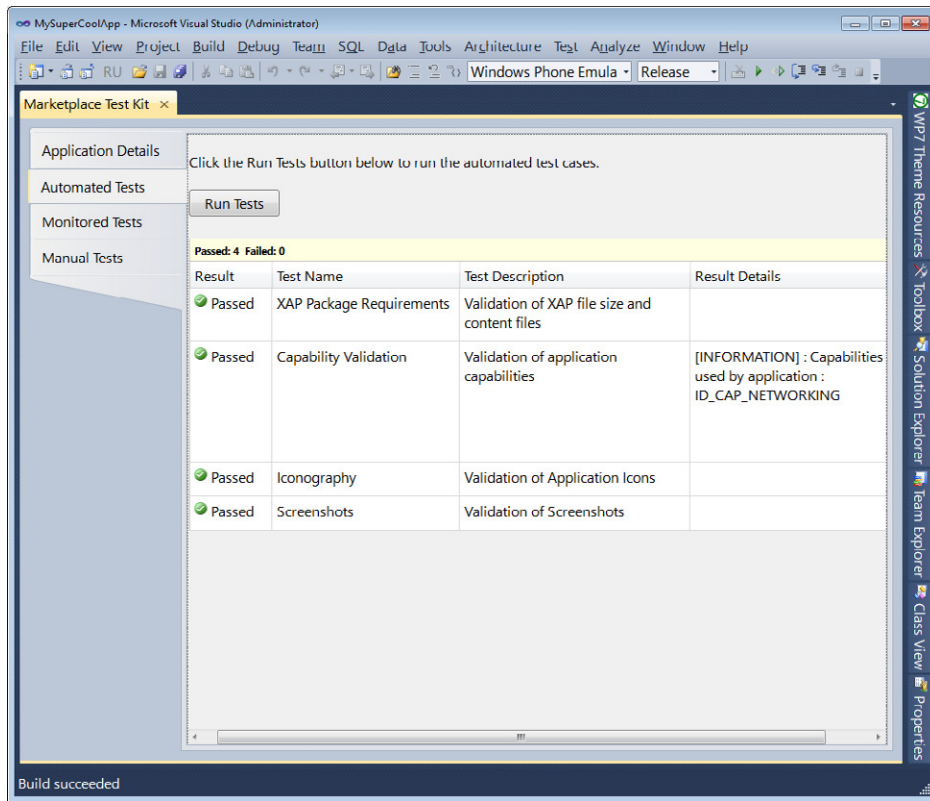 MySuperCoolApp - Microsoft Visual Studio (Administrator)
File Edit View Project Build Debug Team SQL Data Tools Architecture Test Analyze Window Help
RU Windows Phone Emula Release
Marketplace Test Kit ×
Application Details
Automated Tests
Monitored Tests
Manual Tests
Click the Run Tests button below to run the automated test cases.
Run Tests
Passed: 4 Failed: 0
Result Test Name Test Description Result Details
Passed XAP Package Requirements Validation of XAP file size and
content files
Passed Capability Validation Validation of application [INFORMATION] : Capabilities
capabilities used by application :
ID_CAP_NETWORKING
Passed Iconography Validation of Application Icons
Passed Screenshots Validation of Screenshots
WP7 Theme Resources
Toolbox
Solution Explorer
Team Explorer
Class View
Properties
Build succeeded